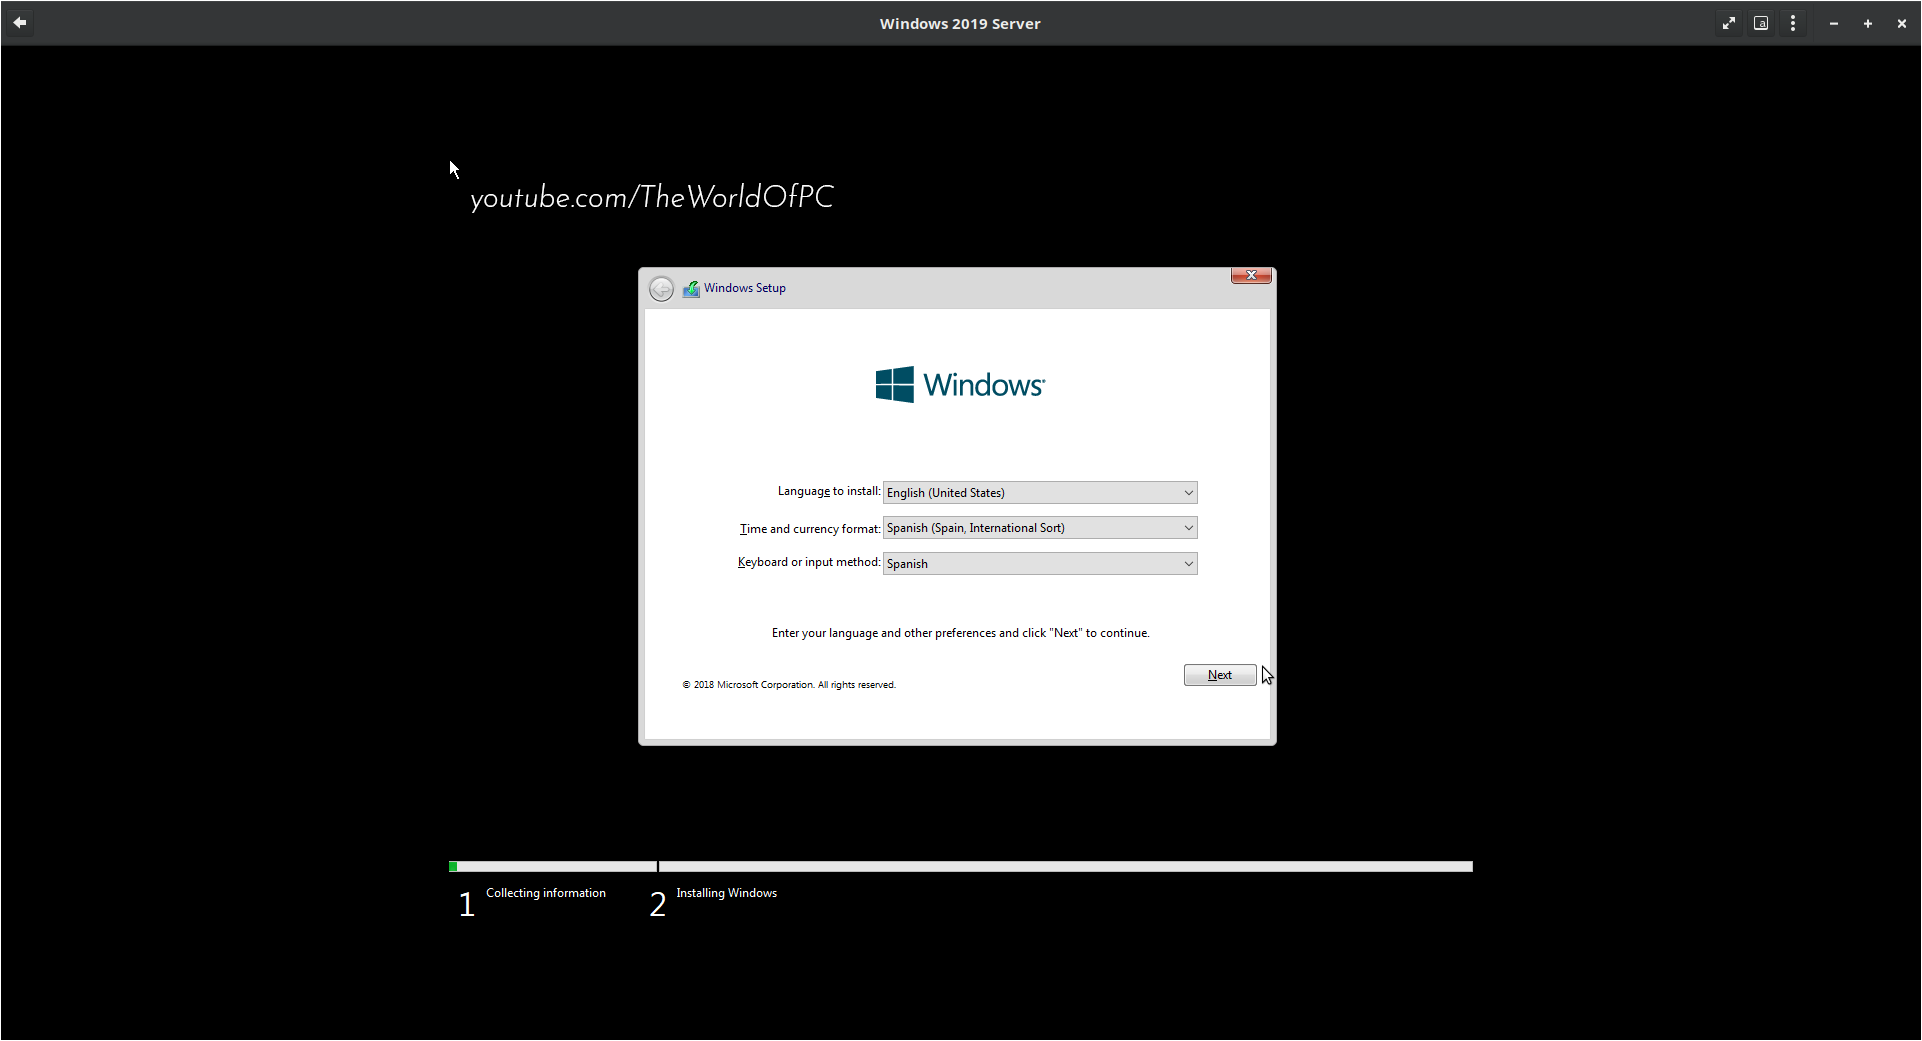 Windows 2019 Server
youtube.com/TheWorldOfPC
Windows Setup
Windows®
Language to install: English (United States)
Time and currency format: Spanish (Spain, International Sort)
Keyboard or input method: Spanish
Enter your language and other preferences and click "Next" to continue.
Next
© 2018 Microsoft Corporation. All rights reserved.
1 Collecting information 2 Installing Windows